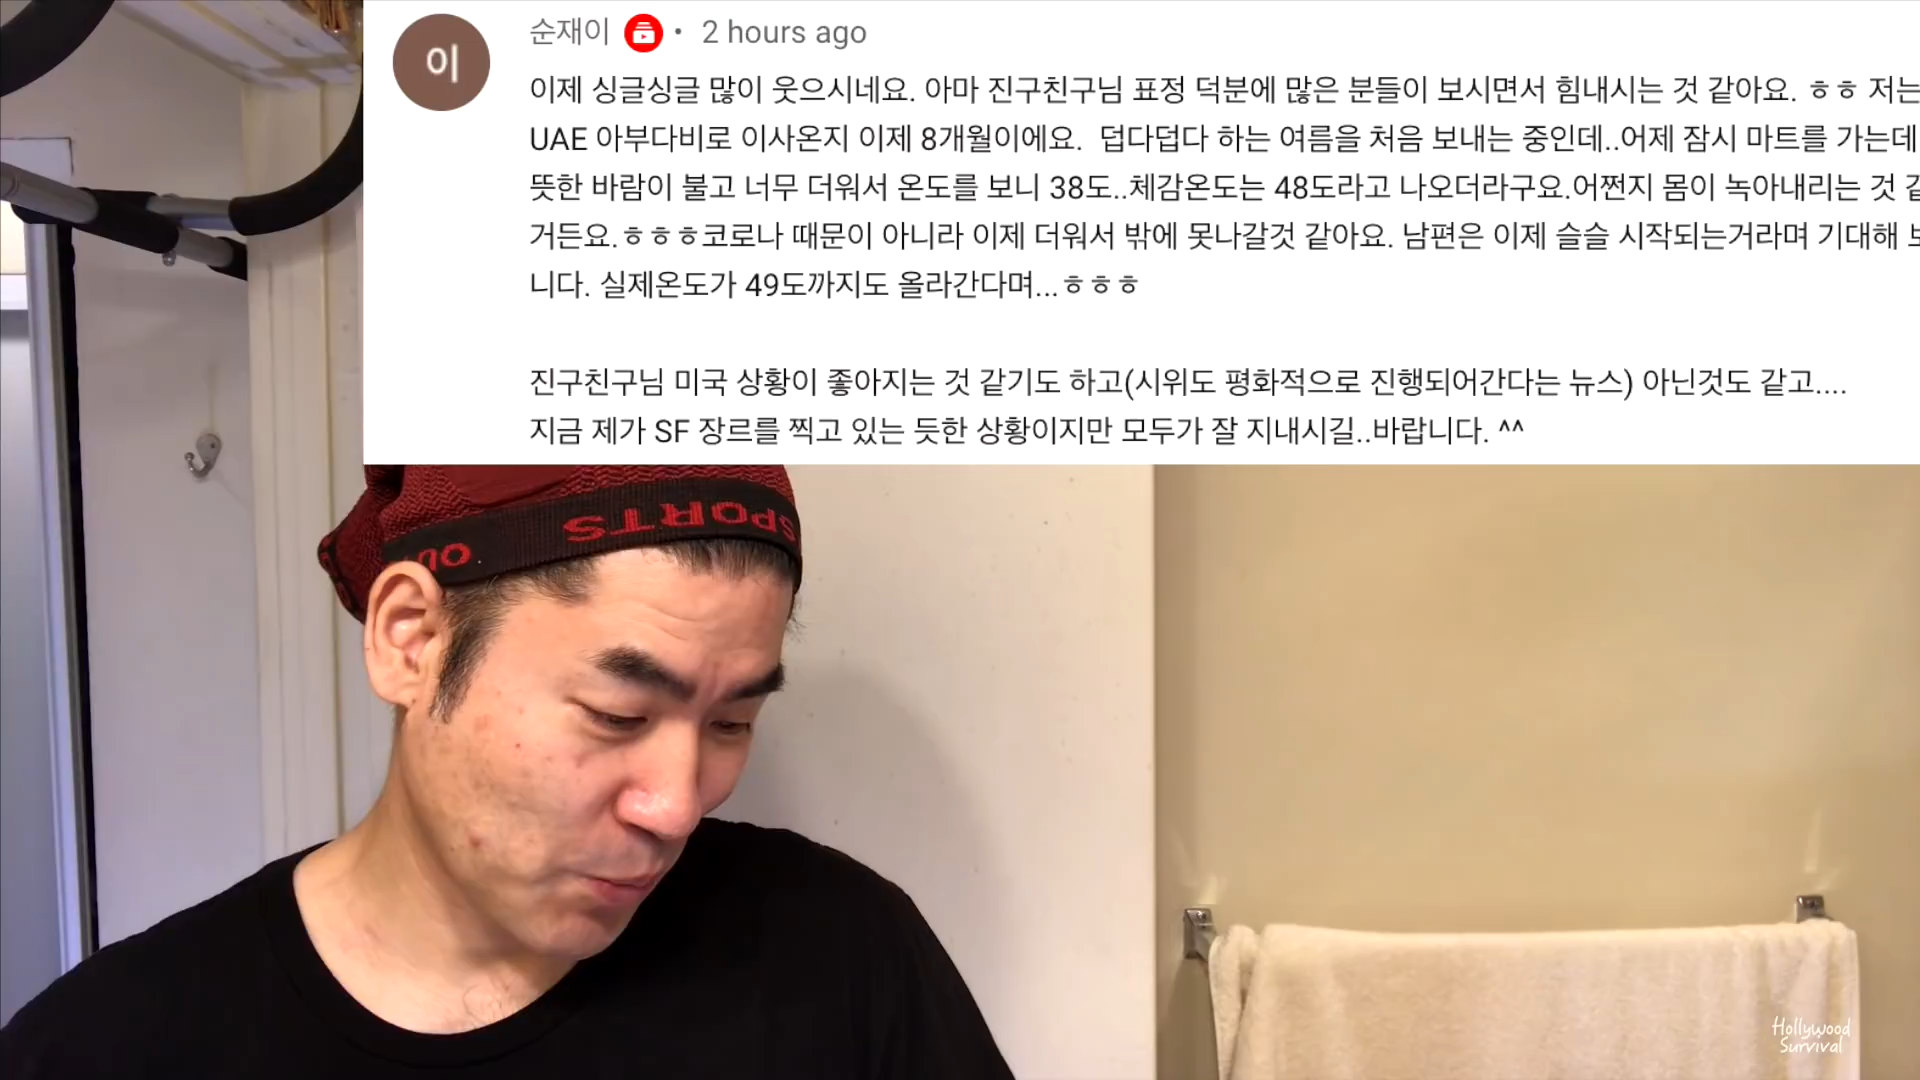 이
순재이 • 2 hours ago
이제 싱글싱글 많이 웃으시네요. 아마 진구친구님 표정 덕분에 많은 분들이 보시면서 힘내시는 것 같아요. ㅎㅎ 저는
UAE 아부다비로 이사온지 이제 8개월이에요. 덥다덥다 하는 여름을 처음 보내는 중인데..어제 잠시 마트를 가는데
뜻한 바람이 불고 너무 더워서 온도를 보니 38도..체감온도는 48도라고 나오더라구요.어쩐지 몸이 녹아내리는 것
거든요.ㅎㅎㅎ코로나 때문이 아니라 이제 더워서 밖에 못나갈것 같아요. 남편은 이제 슬슬 시작되는거라며 기대해
니다. 실제온도가 49도까지도 올라간다며...ㅎㅎㅎ
진구친구님 미국 상황이 좋아지는 것 같기도 하고(시위도 평화적으로 진행되어간다는 뉴스) 아닌것도 같고....
지금 제가 SF 장르를 찍고 있는 듯한 상황이지만 모두가 잘 지내시길..바랍니다. ^^
SPORTS
Hollywood
Survival